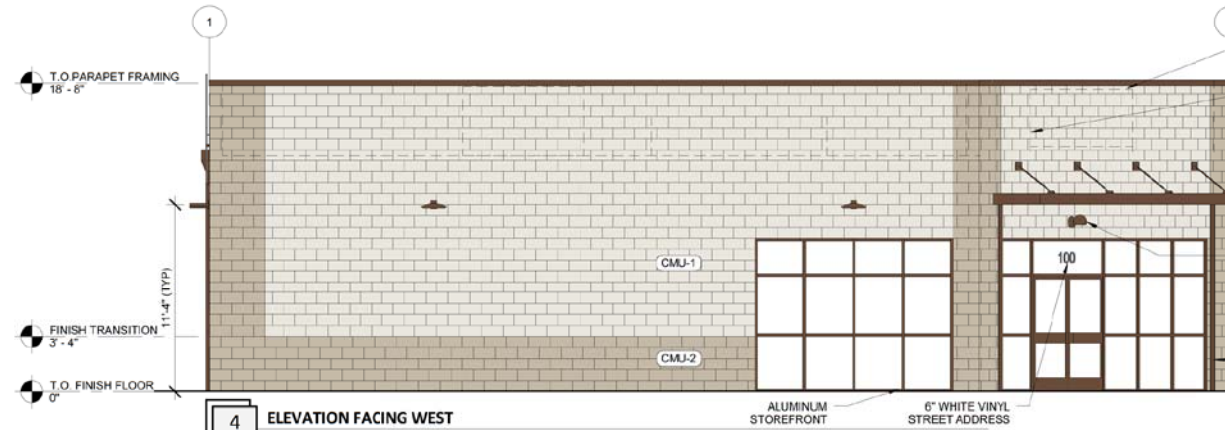 1
T.O.PARAPET FRAMING
18' - 8"
11'-4" (TYP)
CMU-1
100
FINISH TRANSITION
3' - 4"
CMU-2
T.O. FINISH FLOOR
0"
4
ELEVATION FACING WEST
ALUMINUM
STOREFRONT
6" WHITE VINYL
STREET ADDRESS